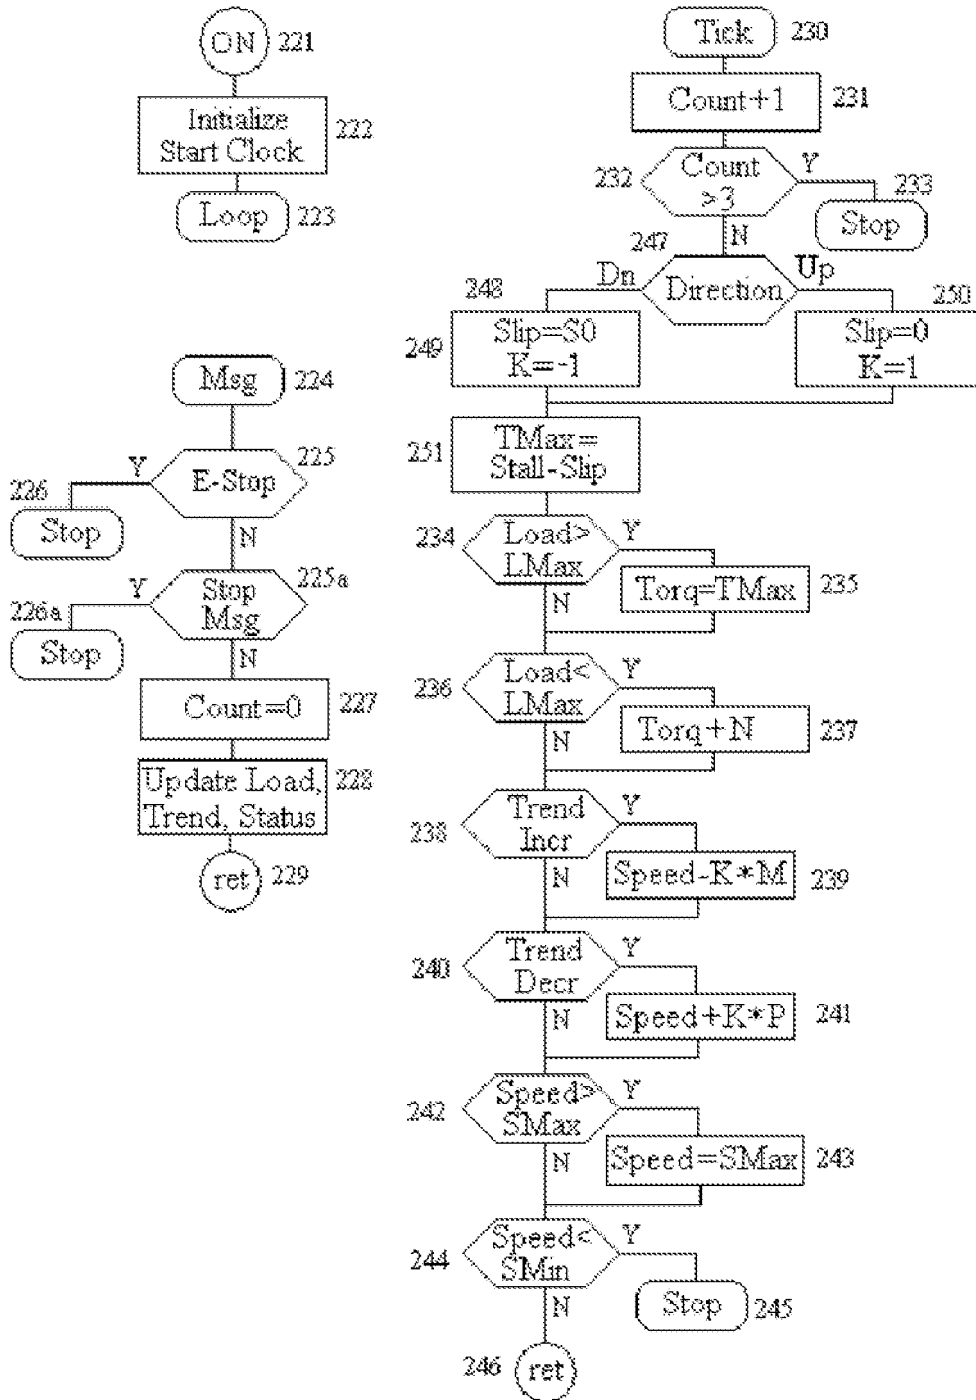 ON 221
Initialize
Start Clock 222
Loop 223
Msg 224
E-Stop 225
Y
226
Stop
N
Stop
Msg 225a
Y
226a
Stop
N
Count=0 227
Update Load,
Trend, Status 228
ret 229
Tick 230
Count+1 231
232 Count
>3
Y
233
Stop
N
247
Direction
Dn
Up
248
249 Slip=S0
K=-1
250
Slip=0
K=1
251 TMax=
Stall-Slip
234 Load>
LMax
Y
Torq=TMax 235
N
236 Load<
LMax
Y
Torq+N 237
N
238 Trend
Incr
Y
Speed-K*M 239
N
240 Trend
Decr
Y
Speed+K*P 241
N
242 Speed>
SMax
Y
Speed=SMax 243
N
244 Speed<
SMin
Y
Stop 245
N
246 ret